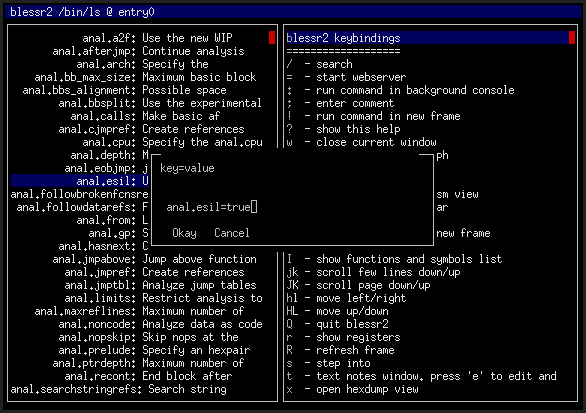 blessr2 /bin/ls @ entry0
anal.a2f: Use the new WIP
anal.afterjmp: Continue analysis
anal.arch: Specify the
anal.bb_max_size: Maximum basic block
anal.bbs_alignment: Possible space
anal.bbsplit: Use the experimental
anal.calls: Make basic af
anal.cjmpref: Create references
anal.cpu: Specify the anal.cpu
anal.depth: M
anal.eobjmp: j
anal.esil: U
anal.followbrokenfcnsre
anal.followdatarefs: F
anal.from: L
anal.gp: S
anal.hasnext: C
anal.jmpabove: Jump above function
anal.jmpref: Create references
anal.jmptbl: Analyze jump tables
anal.limits: Restrict analysis to
anal.maxreflines: Maximum number of
anal.noncode: Analyze data as code
anal.nopskip: Skip nops at the
anal.prelude: Specify an hexpair
anal.ptrdepth: Maximum number of
anal.recont: End block after
anal.searchstringrefs: Search string
key=value
anal.esil=true
Okay Cancel
blessr2 keybindings
===================
/ - search
= - start webserver
: - run command in background console
; - enter comment
! - run command in new frame
? - show this help
w - close current window
ph
sm view
ar
new frame
I - show functions and symbols list
jk - scroll few lines down/up
JK - scroll page down/up
hl - move left/right
HL - move up/down
Q - quit blessr2
r - show registers
R - refresh frame
s - step into
t - text notes window. press 'e' to edit and
x - open hexdump view